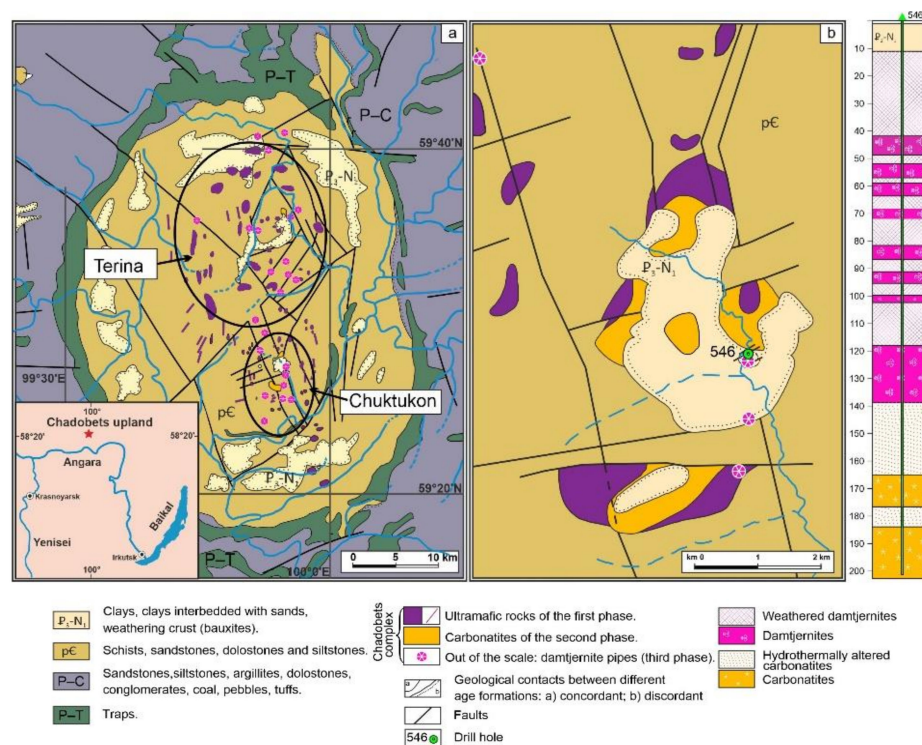 a
P–T
P–C
59°40'N
P₃-N₁
Terina
99°30'E
Chuktukon
pЄ
P₃-N₁
59°20'N
P–T
100°0'E
0 5 10 km
100°
Chadobets upland
58°20'
58°20'
Angara
Krasnoyarsk
Yenisei
Baikal
Irkutsk
100°
b
pЄ
P₃-N₁
546
km 0 1 2 km
546
P₃-N₁
10
20
30
40
50
60
70
80
90
100
110
120
130
140
150
160
170
180
190
200
P₃-N₁ Clays, clays interbedded with sands, weathering crust (bauxites).
pЄ Schists, sandstones, dolostones and siltstones.
P–C Sandstones,siltstones, argillites, dolostones, conglomerates, coal, pebbles, tuffs.
P–T Traps.
Chadobets complex
Ultramafic rocks of the first phase.
Carbonatites of the second phase.
Out of the scale: damtjernite pipes (third phase).
a b Geological contacts between different age formations: a) concordant; b) discordant
Faults
546 Drill hole
Weathered damtjernites
Damtjernites
Hydrothermally altered carbonatites
Carbonatites